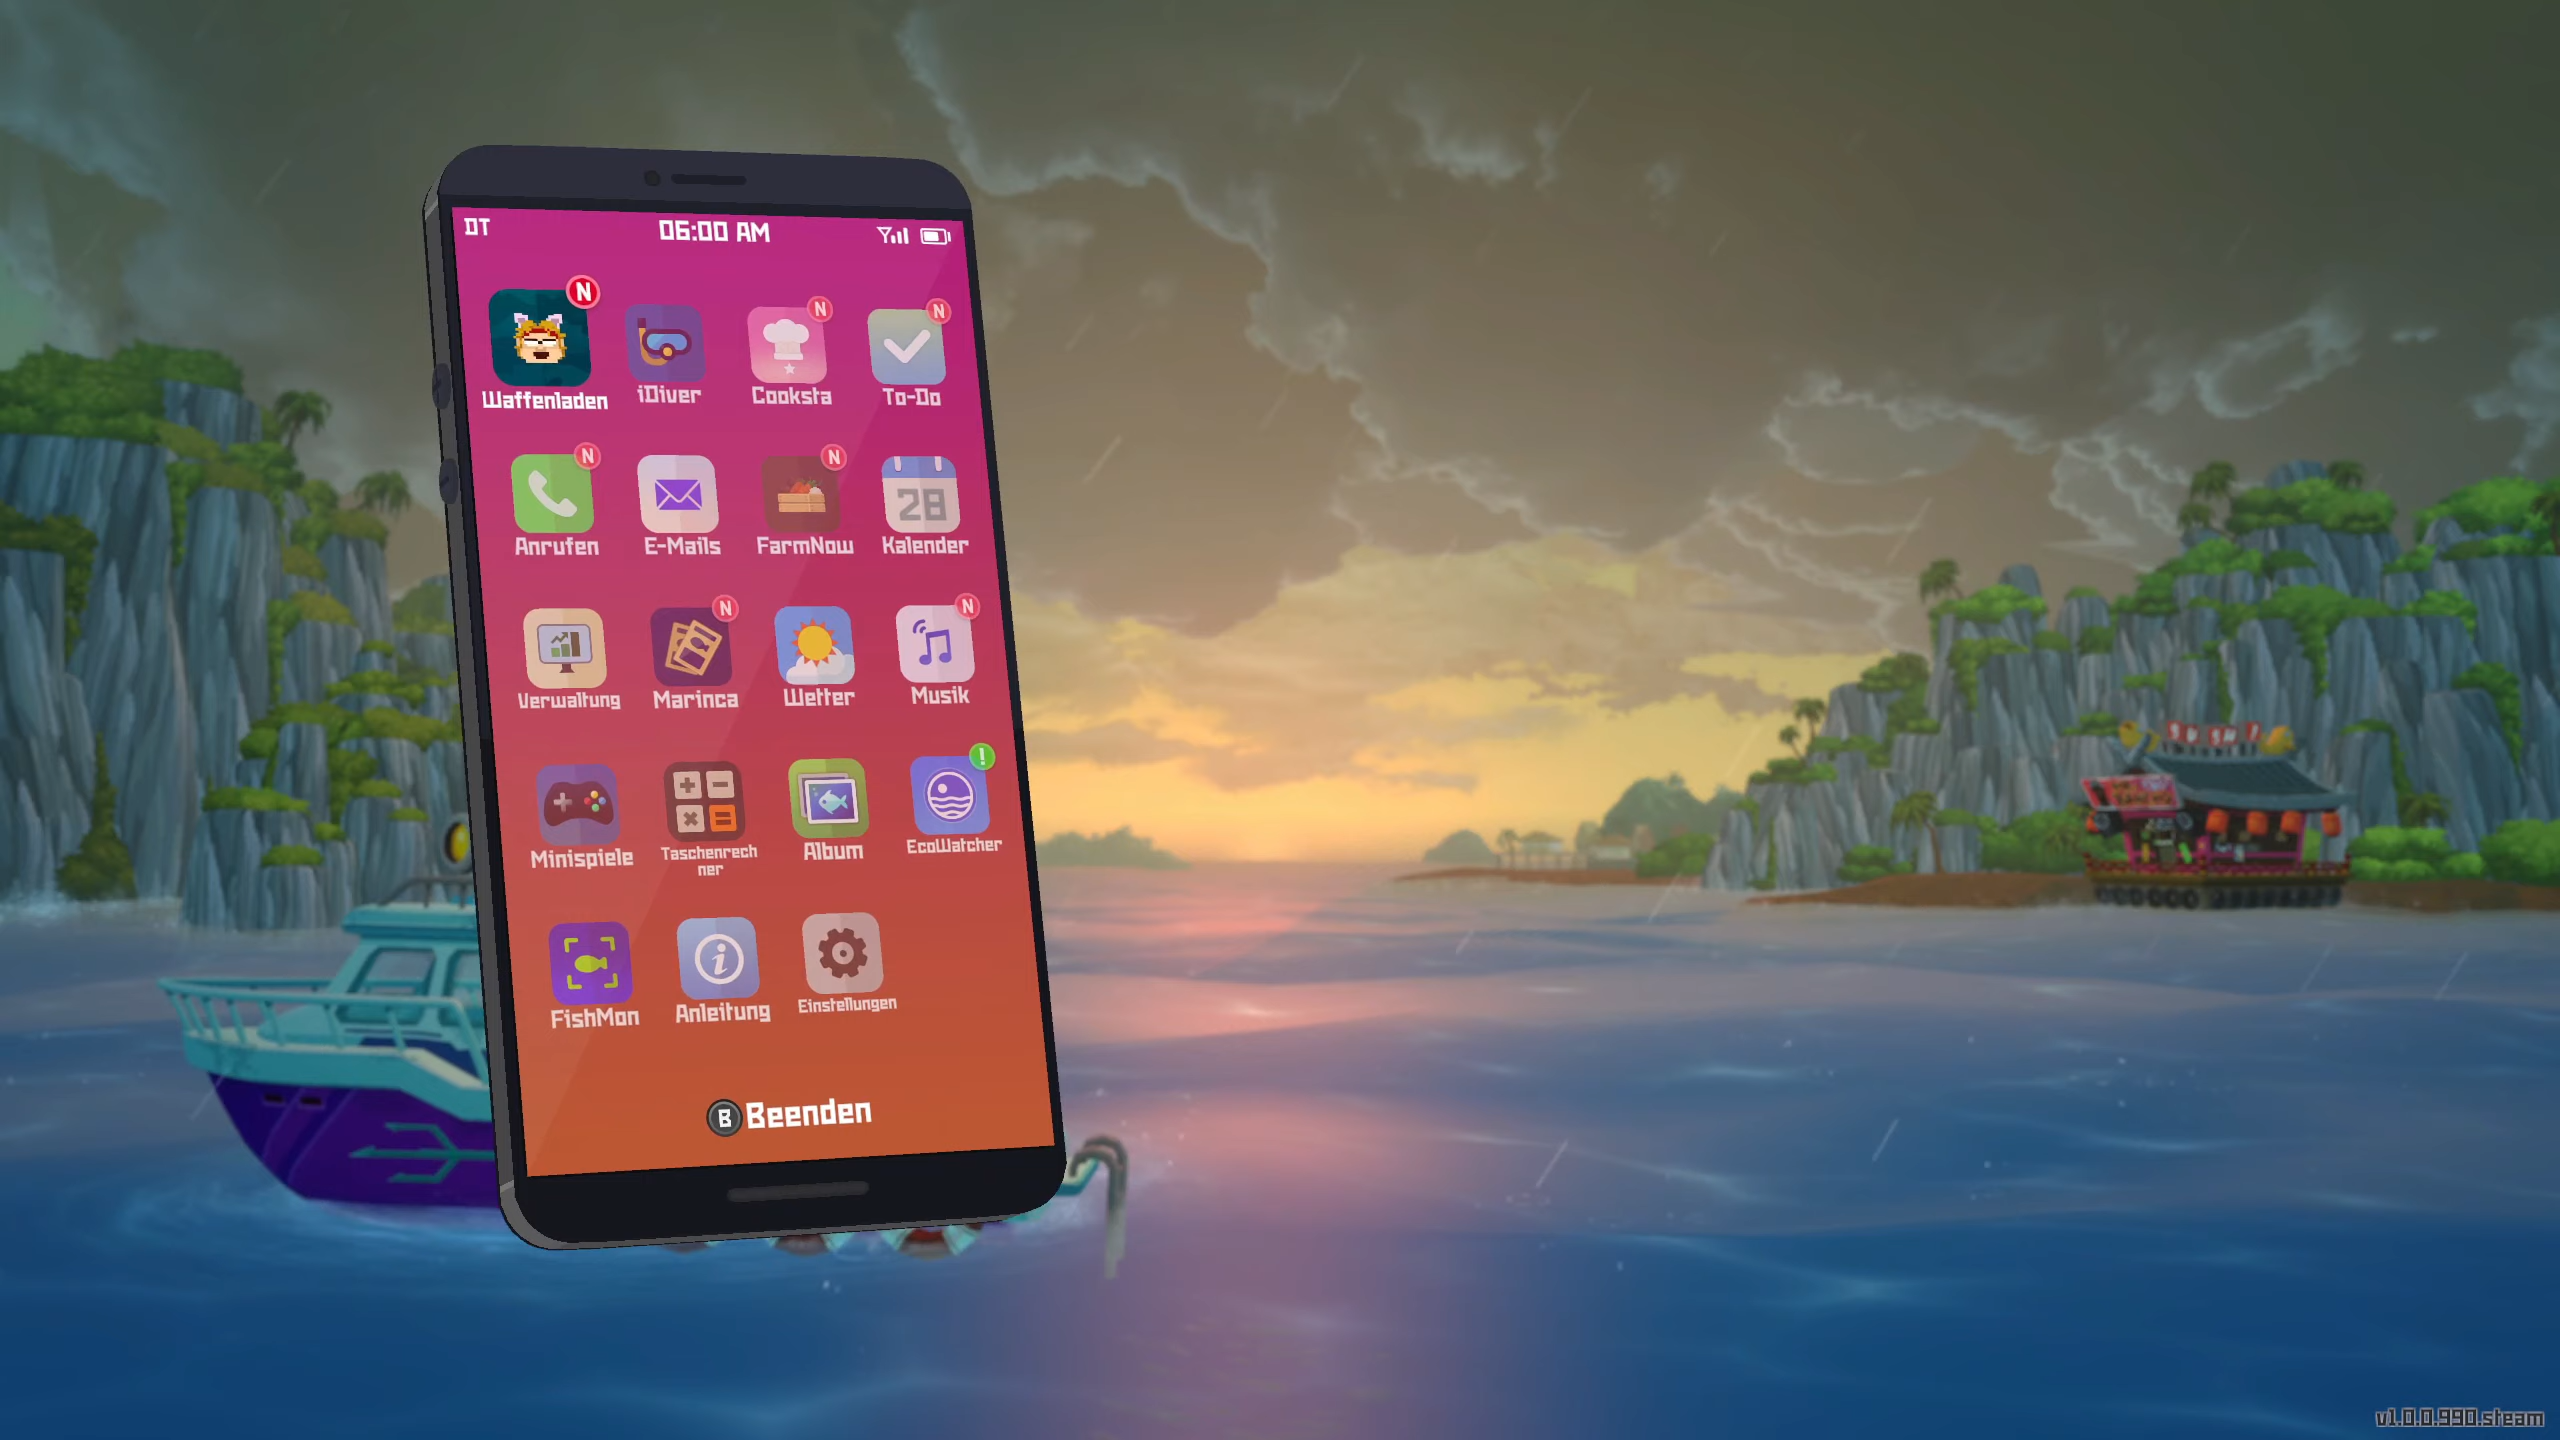 DT
06:00 AM
N
N
N
Waffenladen
iDiver
Cooksta
To-Do
N
N
28
Anrufen
E-Mails
FarmNow
Kalender
N
N
Verwaltung
Marinca
Wetter
Musik
!
Minispiele
Taschenrech
ner
Album
EcoWatcher
FishMon
Anleitung
Einstellungen
B Beenden
SUSHI
v1.0.0.990.steam